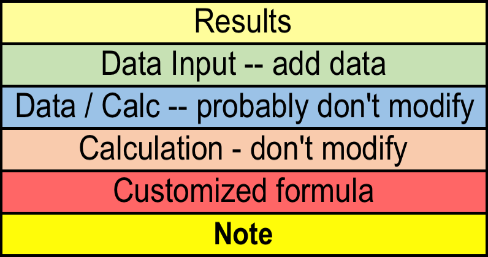 Results
Data Input -- add data
Data / Calc -- probably don't modify
Calculation - don't modify
Customized formula
Note